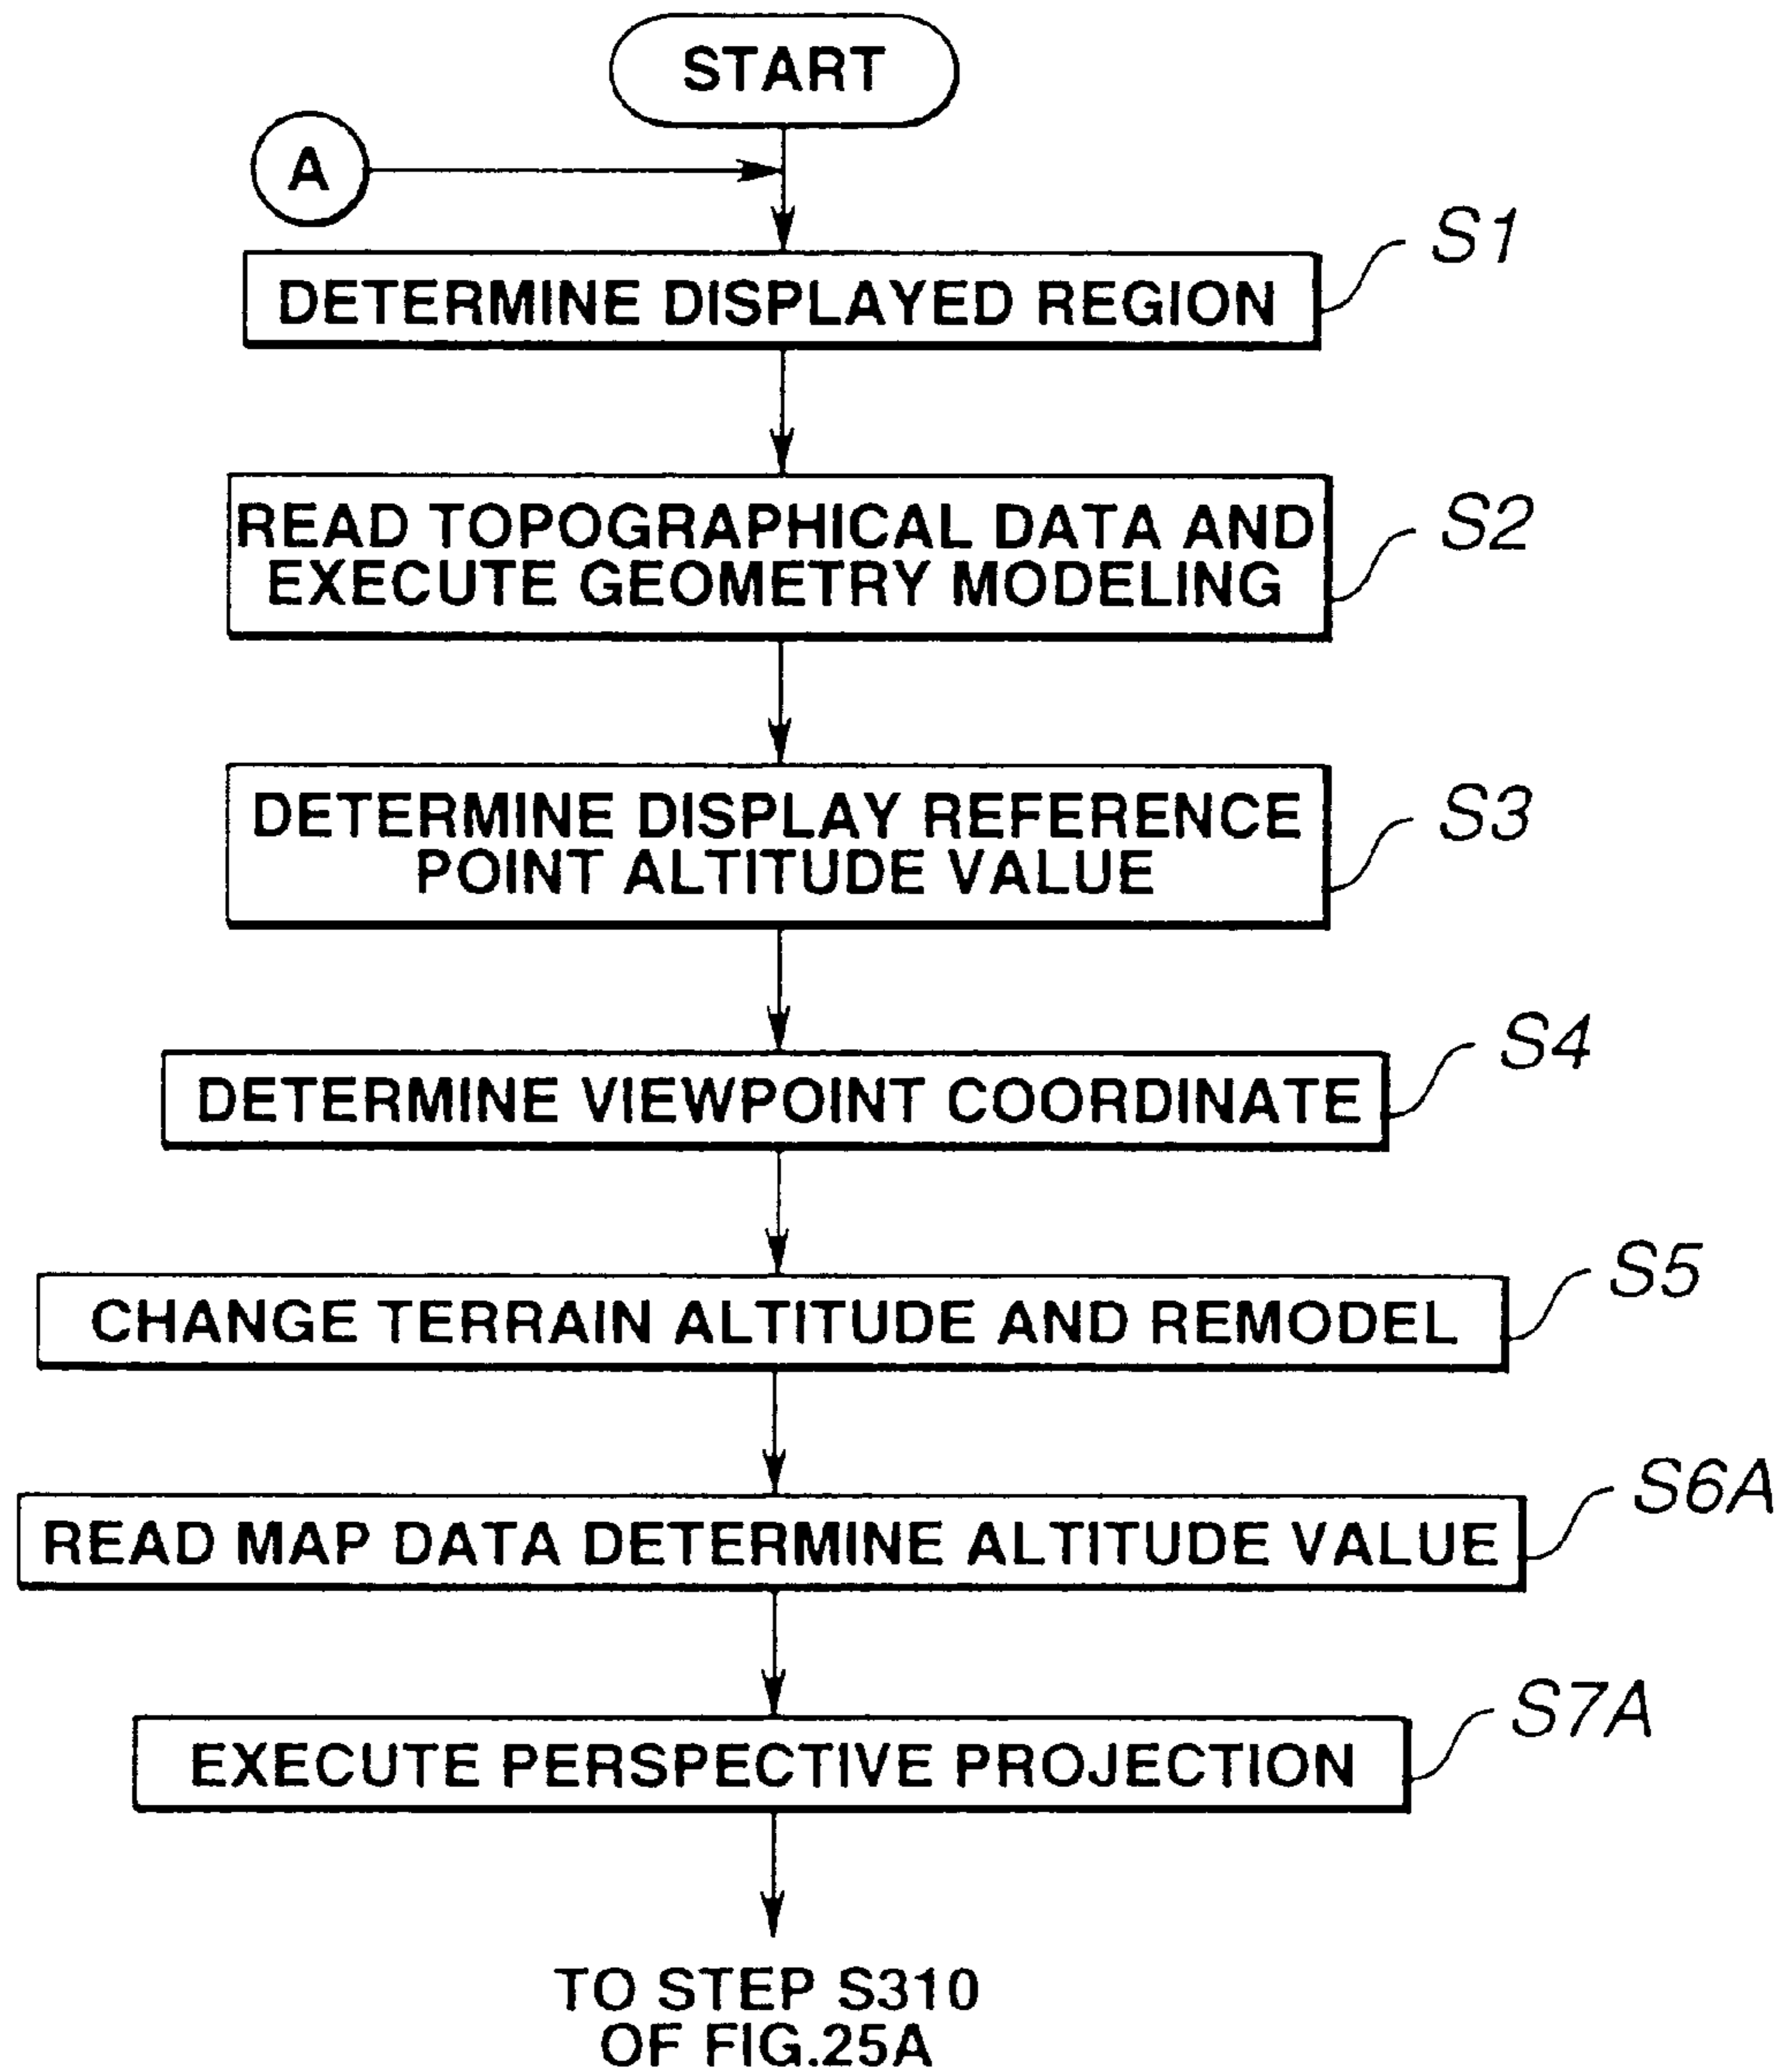 START
A
S1
DETERMINE DISPLAYED REGION
S2
READ TOPOGRAPHICAL DATA AND
EXECUTE GEOMETRY MODELING
S3
DETERMINE DISPLAY REFERENCE
POINT ALTITUDE VALUE
S4
DETERMINE VIEWPOINT COORDINATE
S5
CHANGE TERRAIN ALTITUDE AND REMODEL
S6A
READ MAP DATA DETERMINE ALTITUDE VALUE
S7A
EXECUTE PERSPECTIVE PROJECTION
TO STEP S310
OF FIG.25A